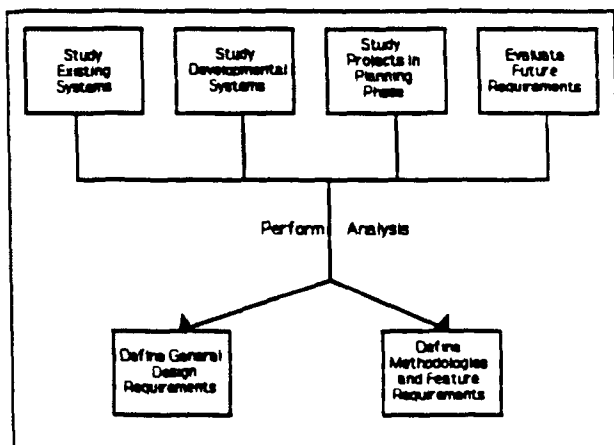 Study
Existing
Systems
Study
Developmental
Systems
Study
Projects in
Planning
Phase
Evaluate
Future
Requirements
Perform Analysis
Define General
Design
Requirements
Define
Methodologies
and Feature
Requirements